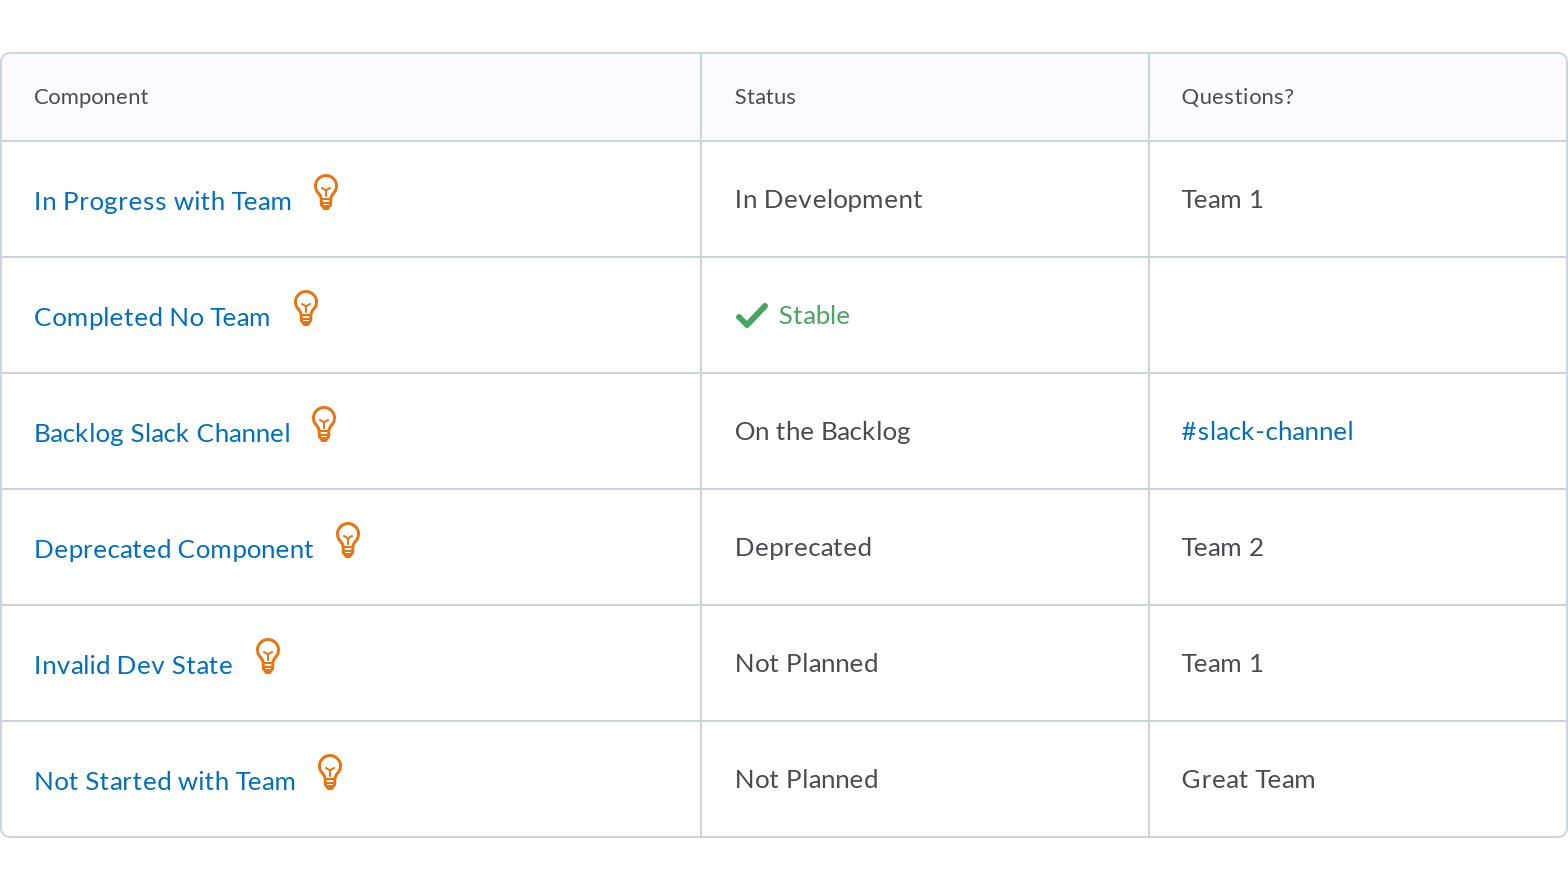 Component Status Questions?
In Progress with Team In Development Team 1
Completed No Team Stable
Backlog Slack Channel On the Backlog #slack-channel
Deprecated Component Deprecated Team 2
Invalid Dev State Not Planned Team 1
Not Started with Team Not Planned Great Team